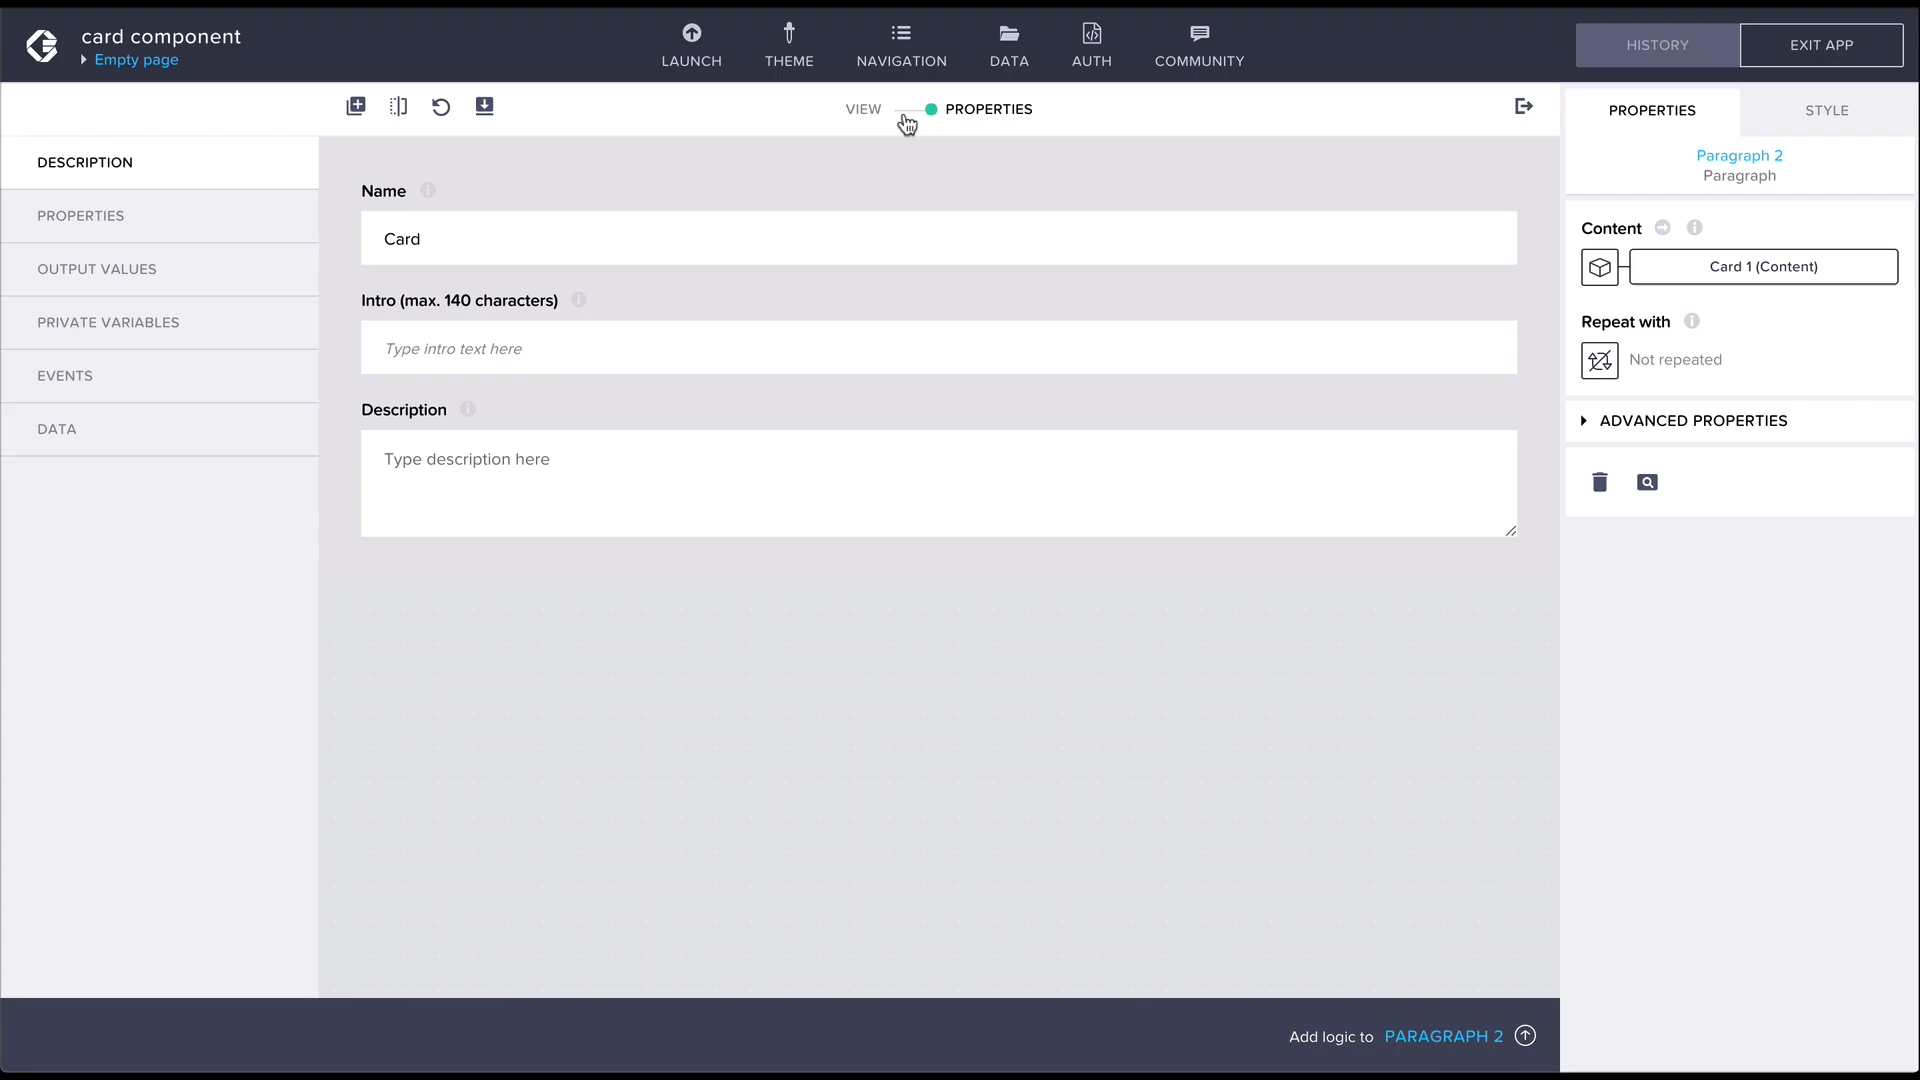 card component
Empty page
LAUNCH
THEME
NAVIGATION
DATA
AUTH
COMMUNITY
HISTORY
EXIT APP
VIEW
PROPERTIES
PROPERTIES
STYLE
DESCRIPTION
PROPERTIES
OUTPUT VALUES
PRIVATE VARIABLES
EVENTS
DATA
Name
Card
Intro (max. 140 characters)
Type intro text here
Description
Type description here
Paragraph 2
Paragraph
Content
Card 1 (Content)
Repeat with
Not repeated
ADVANCED PROPERTIES
Add logic to PARAGRAPH 2